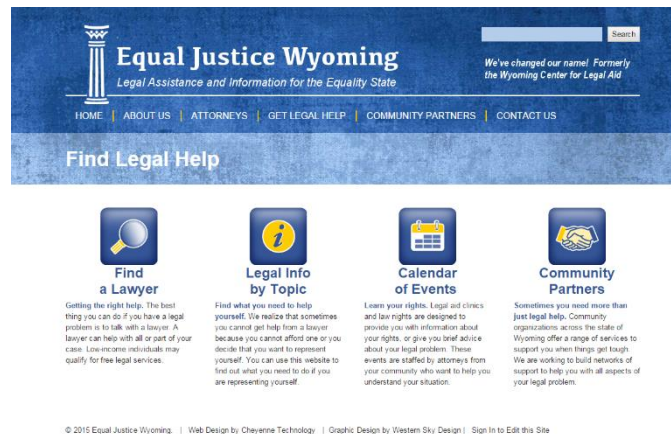 Search
Equal Justice Wyoming
Legal Assistance and Information for the Equality State
We've changed our name! Formerly
the Wyoming Center for Legal Aid
HOME | ABOUT US | ATTORNEYS | GET LEGAL HELP | COMMUNITY PARTNERS | CONTACT US
Find Legal Help
Find
a Lawyer
Getting the right help. The best
thing you can do if you have a legal
problem is to talk with a lawyer. A
lawyer can help with all or part of your
case. Low-income individuals may
qualify for free legal services.
Legal Info
by Topic
Find what you need to help
yourself. We realize that sometimes
you cannot get help from a lawyer
because you cannot afford one or you
decide that you want to represent
yourself. You can use this website to
find out what you need to do if you
are representing yourself.
Calendar
of Events
Learn your rights. Legal aid clinics
and law nights are designed to
provide you with information about
your rights, or give you brief advice
about your legal problem. These
events are staffed by attorneys from
your community who want to help you
understand your situation.
Community
Partners
Sometimes you need more than
just legal help. Community
organizations across the state of
Wyoming offer a range of services to
support you when things get tough.
We are working to build networks of
support to help you with all aspects of
your legal problem.
© 2015 Equal Justice Wyoming. | Web Design by Cheyenne Technology | Graphic Design by Western Sky Design | Sign In to Edit this Site